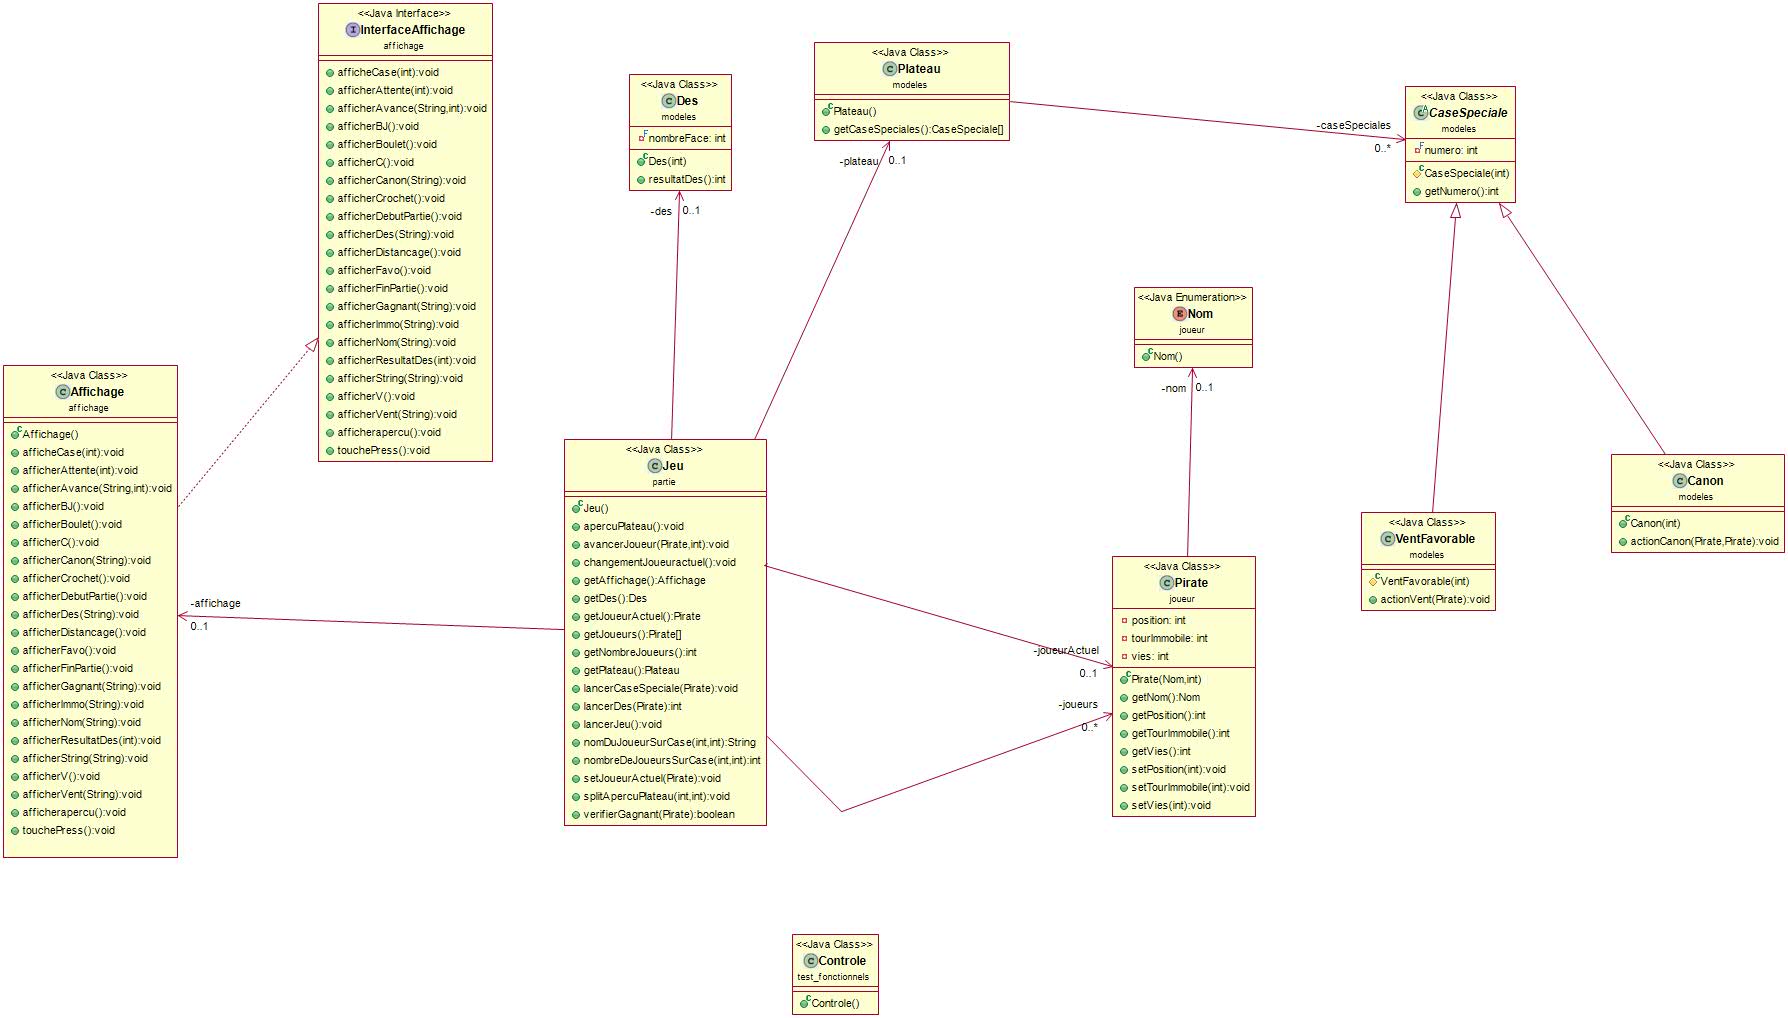 <<Java Interface>>
InterfaceAffichage
affichage
afficheCase(int):void
afficherAttente(int):void
afficherAvance(String,int):void
afficherBJ():void
afficherBoulet():void
afficherC():void
afficherCanon(String):void
afficherCrochet():void
afficherDebutPartie():void
afficherDes(String):void
afficherDistancage():void
afficherFavo():void
afficherFinPartie():void
afficherGagnant(String):void
afficherImmo(String):void
afficherNom(String):void
afficherResultatDes(int):void
afficherString(String):void
afficherV():void
afficherVent(String):void
afficherapercu():void
touchePress():void
<<Java Class>>
Des
modeles
nombreFace: int
Des(int)
resultatDes():int
-des
0..1
<<Java Class>>
Plateau
modeles
Plateau()
getCaseSpeciales():CaseSpeciale[]
-plateau
0..1
-caseSpeciales
0..*
<<Java Class>>
CaseSpeciale
modeles
numero: int
CaseSpeciale(int)
getNumero():int
<<Java Enumeration>>
Nom
joueur
Nom()
-nom
0..1
<<Java Class>>
Affichage
affichage
Affichage()
afficheCase(int):void
afficherAttente(int):void
afficherAvance(String,int):void
afficherBJ():void
afficherBoulet():void
afficherC():void
afficherCanon(String):void
afficherCrochet():void
afficherDebutPartie():void
afficherDes(String):void
afficherDistancage():void
afficherFavo():void
afficherFinPartie():void
afficherGagnant(String):void
afficherImmo(String):void
afficherNom(String):void
afficherResultatDes(int):void
afficherString(String):void
afficherV():void
afficherVent(String):void
afficherapercu():void
touchePress():void
-affichage
0..1
<<Java Class>>
Jeu
partie
Jeu()
apercuPlateau():void
avancerJoueur(Pirate,int):void
changementJoueuractuel():void
getAffichage():Affichage
getDes():Des
getJoueurActuel():Pirate
getJoueurs():Pirate[]
getNombreJoueurs():int
getPlateau():Plateau
lancerCaseSpeciale(Pirate):void
lancerDes(Pirate):int
lancerJeu():void
nomDuJoueurSurCase(int,int):String
nombreDeJoueursSurCase(int,int):int
setJoueurActuel(Pirate):void
splitApercuPlateau(int,int):void
verifierGagnant(Pirate):boolean
-joueurActuel
0..1
-joueurs
0..*
<<Java Class>>
Pirate
joueur
position: int
tourImmobile: int
vies: int
Pirate(Nom,int)
getNom():Nom
getPosition():int
getTourImmobile():int
getVies():int
setPosition(int):void
setTourImmobile(int):void
setVies(int):void
<<Java Class>>
VentFavorable
modeles
VentFavorable(int)
actionVent(Pirate):void
<<Java Class>>
Canon
modeles
Canon(int)
actionCanon(Pirate,Pirate):void
<<Java Class>>
Controle
test_fonctionnels
Controle()